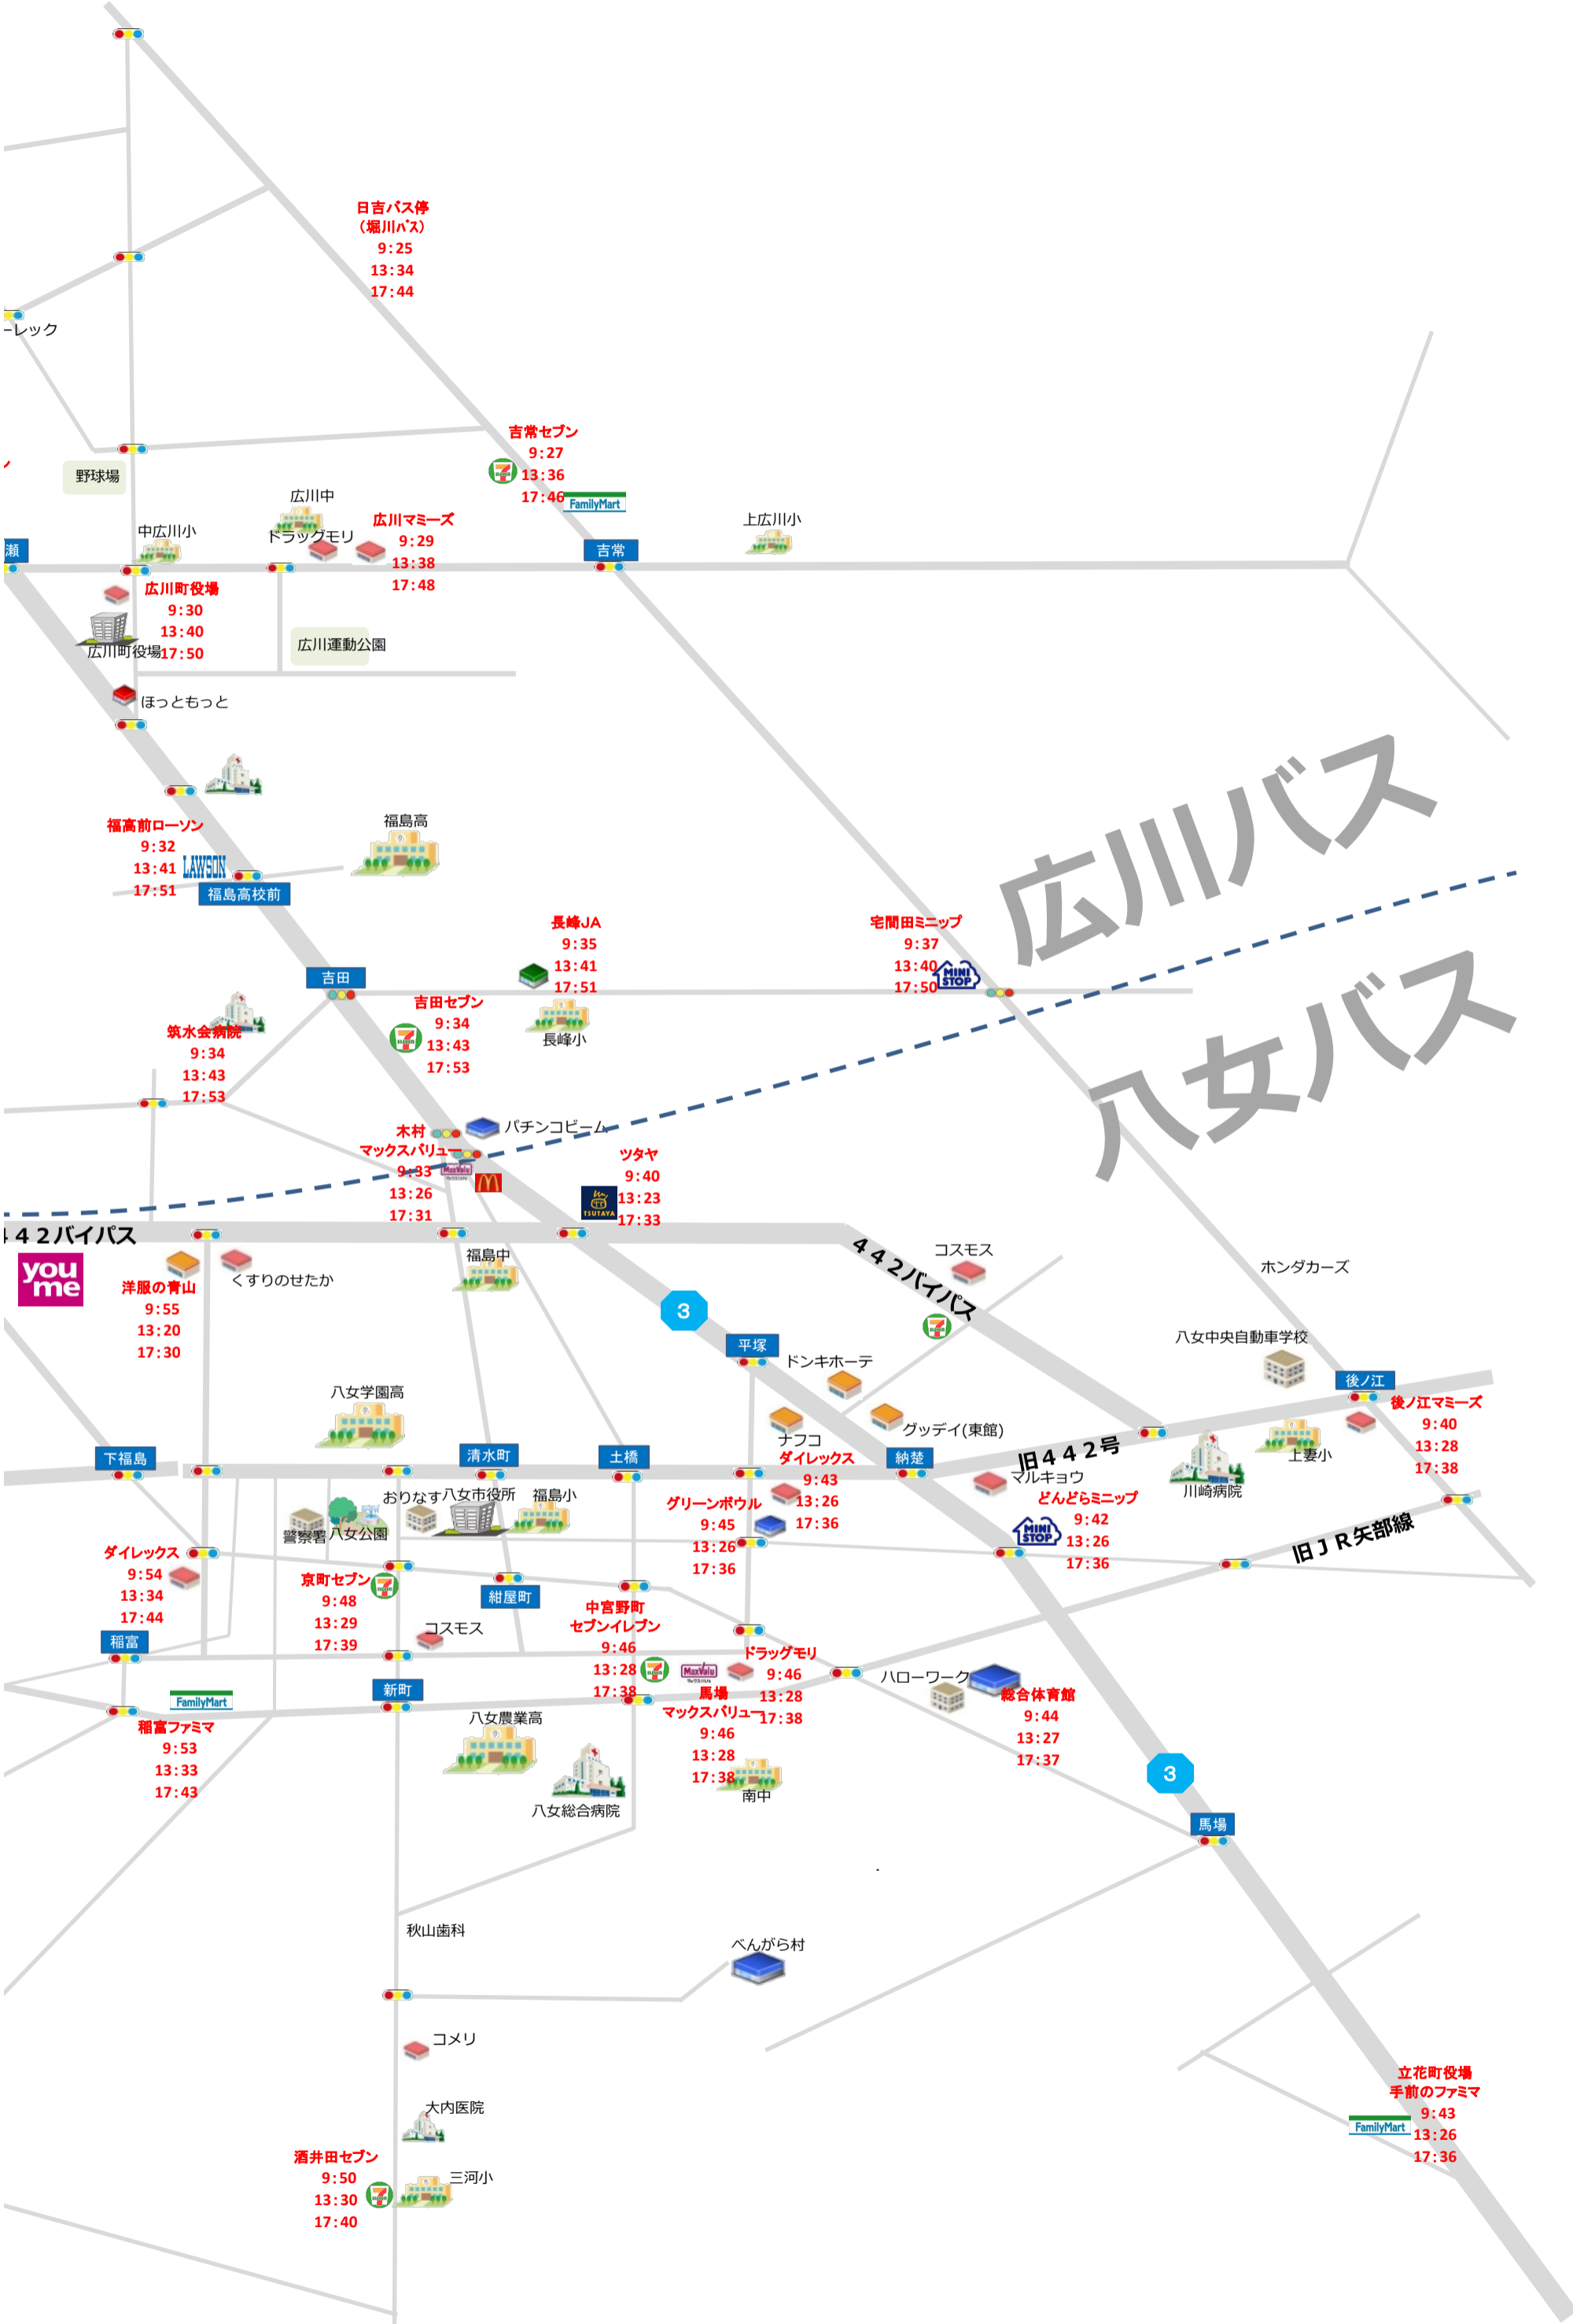 日吉バス停
(堀川バス)
9:25
13:34
17:44
ーレック
吉常セブン
9:27
13:36
17:46
FamilyMart
ン
野球場
広川中
ドラッグモリ
広川マミーズ
9:29
13:38
17:48
中広川小
上広川小
瀬
吉常
広川町役場
9:30
13:40
17:50
広川町役場
広川運動公園
ほっともっと
広川バス
福高前ローソン
9:32
13:41
17:51
LAWSON
福島高校前
福島高
長峰JA
9:35
13:41
17:51
長峰小
宅間田ミニップ
9:37
13:40
17:50
MINI
STOP
吉田
吉田セブン
9:34
13:43
17:53
八女バス
筑水会病院
9:34
13:43
17:53
パチンコビーム
木村
マックスバリュー
9:33
13:26
17:31
MaxValu
ツタヤ
9:40
13:23
17:33
TSUTAYA
442バイパス
you
me
洋服の青山
9:55
13:20
17:30
くすりのせたか
福島中
442バイパス
コスモス
ホンダカーズ
3
平塚
ドンキホーテ
八女中央自動車学校
後ノ江
後ノ江マミーズ
9:40
13:28
17:38
八女学園高
ナフコ
グッデイ(東館)
下福島
清水町
土橋
納楚
旧442号
上妻小
川崎病院
ダイレックス
9:43
13:26
17:36
マルキョウ
どんどらミニップ
9:42
13:26
17:36
MINI
STOP
グリーンボウル
9:45
13:26
17:36
おりなす
八女市役所
福島小
警察署
八女公園
旧JR矢部線
ダイレックス
9:54
13:34
17:44
京町セブン
9:48
13:29
17:39
紺屋町
中宮野町
セブンイレブン
9:46
13:28
17:38
コスモス
稲富
MaxValu
ドラッグモリ
9:46
13:28
17:38
ハローワーク
総合体育館
9:44
13:27
17:37
新町
FamilyMart
稲富ファミマ
9:53
13:33
17:43
馬場
マックスバリュー
9:46
13:28
17:38
八女農業高
八女総合病院
南中
3
馬場
秋山歯科
べんがら村
コメリ
大内医院
立花町役場
手前のファミマ
9:43
13:26
17:36
FamilyMart
酒井田セブン
9:50
13:30
17:40
三河小